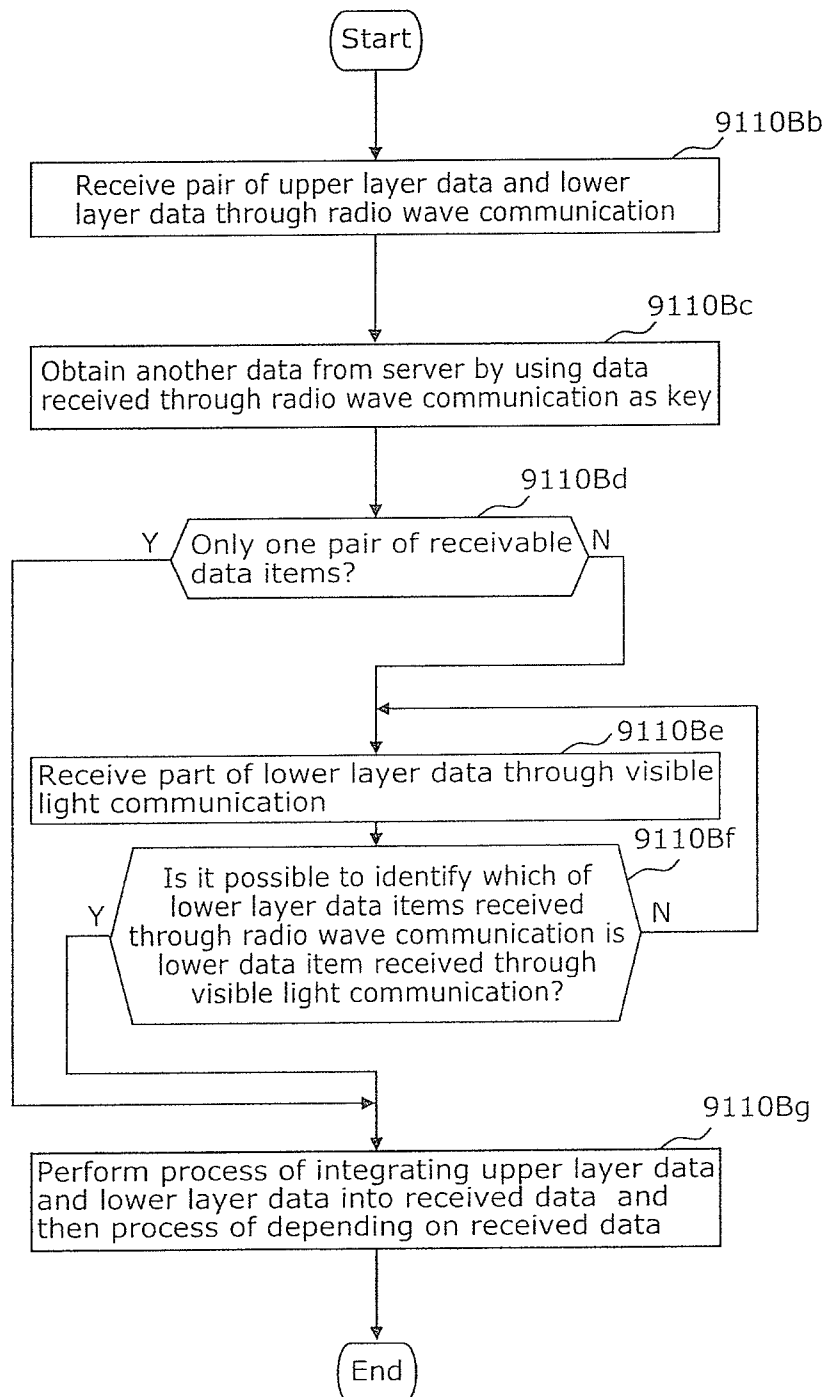 Start
9110Bb
Receive pair of upper layer data and lower
layer data through radio wave communication
9110Bc
Obtain another data from server by using data
received through radio wave communication as key
9110Bd
Y
Only one pair of receivable
data items?
N
9110Be
Receive part of lower layer data through visible
light communication
9110Bf
Y
Is it possible to identify which of
lower layer data items received
through radio wave communication is
lower data item received through
visible light communication?
N
9110Bg
Perform process of integrating upper layer data
and lower layer data into received data and
then process of depending on received data
End